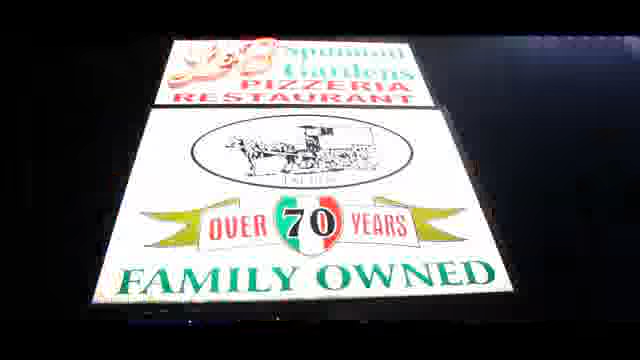 L&B Spumoni
Gardens
PIZZERIA
RESTAURANT
OVER 70 YEARS
FAMILY OWNED